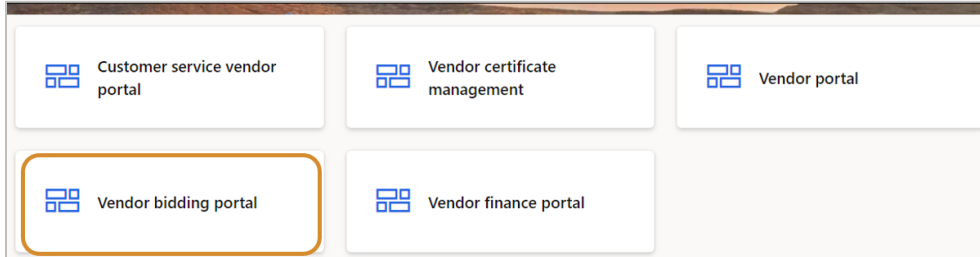 Customer service vendor
portal
Vendor certificate
management
Vendor portal
Vendor bidding portal
Vendor finance portal